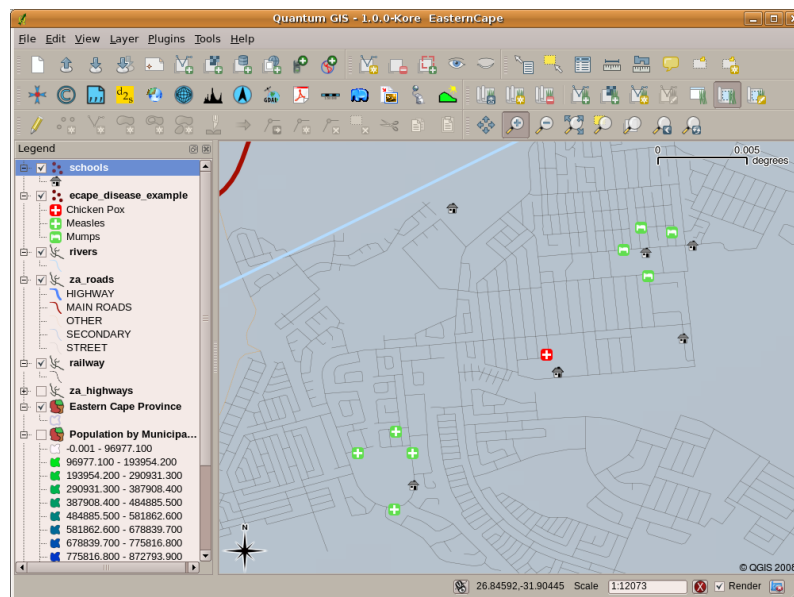 Quantum GIS - 1.0.0-Kore  EasternCape
File Edit View Layer Plugins Tools Help
Legend
schools
ecape_disease_example
Chicken Pox
Measles
Mumps
rivers
za_roads
HIGHWAY
MAIN ROADS
OTHER
SECONDARY
STREET
railway
za_highways
Eastern Cape Province
Population by Municipa...
-0.001 - 96977.100
96977.100 - 193954.200
193954.200 - 290931.300
290931.300 - 387908.400
387908.400 - 484885.500
484885.500 - 581862.600
581862.600 - 678839.700
678839.700 - 775816.800
775816.800 - 872793.900
0 0.005
degrees
N
© QGIS 2008
26.84592,-31.90445 Scale 1:12073 Render